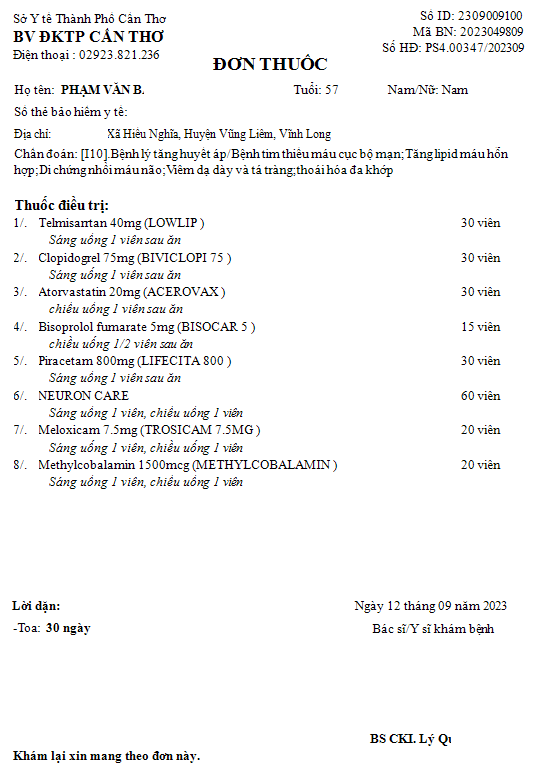 Sở Y tế Thành Phố Cần Thơ
BV ĐKTP CẦN THƠ
Điện thoại : 02923.821.236
Số ID: 2309009100
Mã BN: 2023049809
Số HĐ: PS4.00347/202309
ĐƠN THUỐC
Họ tên: PHẠM VĂN B. Tuổi: 57 Nam/Nữ: Nam
Số thẻ bảo hiểm y tế:
Địa chỉ: Xã Hiếu Nghĩa, Huyện Vũng Liêm, Vĩnh Long
Chẩn đoán: [I10].Bệnh lý tăng huyết áp/Bệnh tim thiếu máu cục bộ mạn;Tăng lipid máu hỗn
hợp;Di chứng nhồi máu não;Viêm dạ dày và tá tràng;thoái hóa đa khớp
Thuốc điều trị:
1/. Telmisarrtan 40mg (LOWLIP ) 30 viên
Sáng uống 1 viên sau ăn
2/. Clopidogrel 75mg (BIVICLOPI 75 ) 30 viên
Sáng uống 1 viên sau ăn
3/. Atorvastatin 20mg (ACEROVAX ) 30 viên
chiều uống 1 viên sau ăn
4/. Bisoprolol fumarate 5mg (BISOCAR 5 ) 15 viên
chiều uống 1/2 viên sau ăn
5/. Piracetam 800mg (LIFECITA 800 ) 30 viên
Sáng uống 1 viên sau ăn
6/. NEURON CARE 60 viên
Sáng uống 1 viên, chiều uống 1 viên
7/. Meloxicam 7.5mg (TROSICAM 7.5MG ) 20 viên
Sáng uống 1 viên, chiều uống 1 viên
8/. Methylcobalamin 1500mcg (METHYLCOBALAMIN ) 20 viên
Sáng uống 1 viên, chiều uống 1 viên
Lời dặn:
Ngày 12 tháng 09 năm 2023
-Toa: 30 ngày
Bác sĩ/Y sĩ khám bệnh
BS CKI. Lý
Khám lại xin mang theo đơn này.